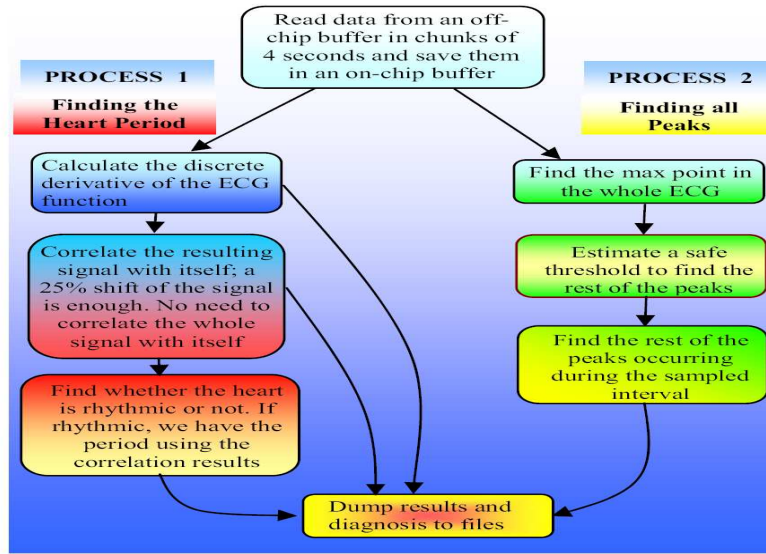 Read data from an off-
chip buffer in chunks of
4 seconds and save them
in an on-chip buffer
PROCESS 1
Finding the
Heart Period
PROCESS 2
Finding all
Peaks
Calculate the discrete
derivative of the ECG
function
Correlate the resulting
signal with itself; a
25% shift of the signal
is enough. No need to
correlate the whole
signal with itself
Find whether the heart
is rhythmic or not. If
rhythmic, we have the
period using the
correlation results
Find the max point in
the whole ECG
Estimate a safe
threshold to find the
rest of the peaks
Find the rest of the
peaks occurring
during the sampled
interval
Dump results and
diagnosis to files